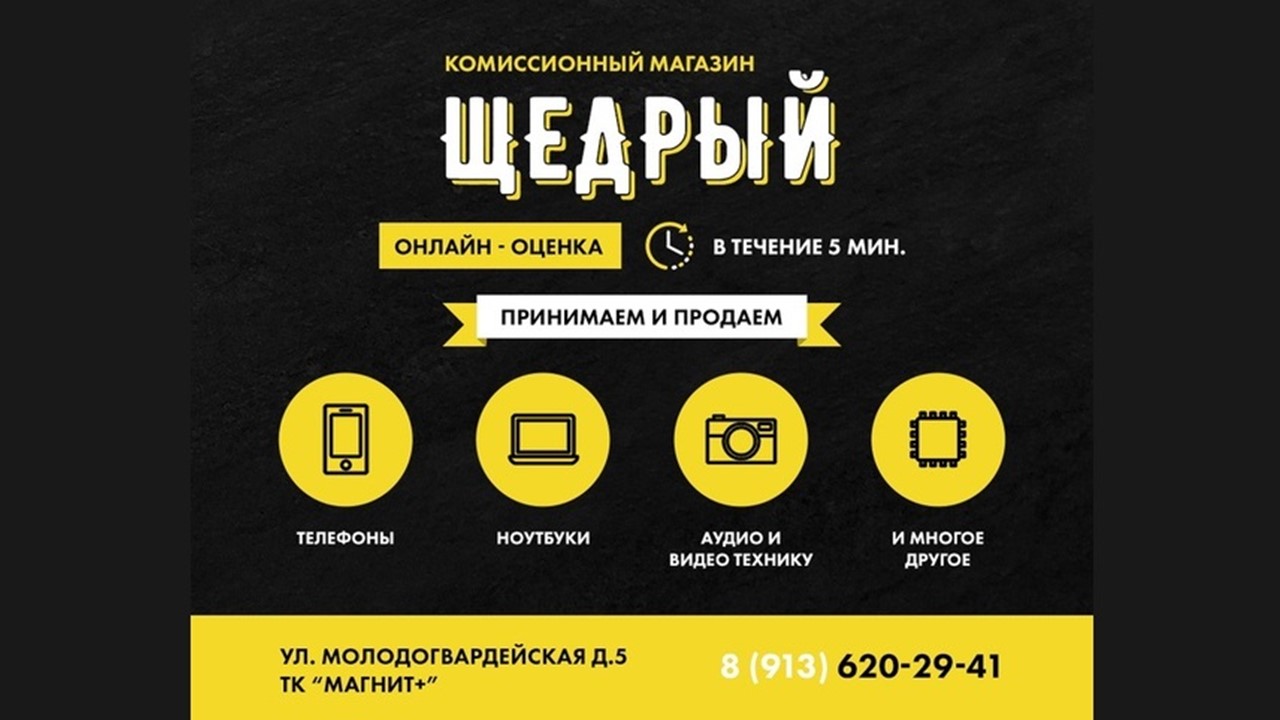 КОМИССИОННЫЙ МАГАЗИН
ЩЕДРЫЙ
ОНЛАЙН - ОЦЕНКА
В ТЕЧЕНИЕ 5 МИН.
ПРИНИМАЕМ И ПРОДАЕМ
ТЕЛЕФОНЫ
НОУТБУКИ
АУДИО И
ВИДЕО ТЕХНИКУ
И МНОГОЕ
ДРУГОЕ
УЛ. МОЛОДОГВАРДЕЙСКАЯ Д.5
ТК “МАГНИТ+”
8 (913) 620-29-41